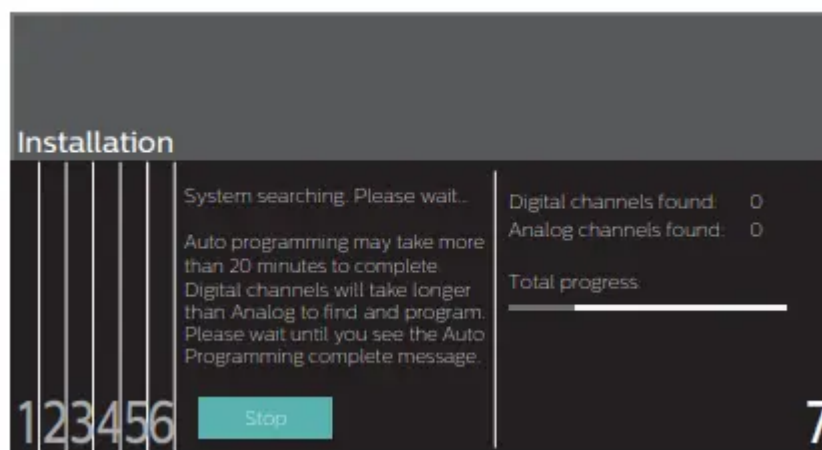 Installation
System searching. Please wait...
Auto programming may take more
than 20 minutes to complete.
Digital channels will take longer
than Analog to find and program.
Please wait until you see the Auto
Programming complete message.
Stop
Digital channels found: 0
Analog channels found: 0
Total progress
1 2 3 4 5 6
7